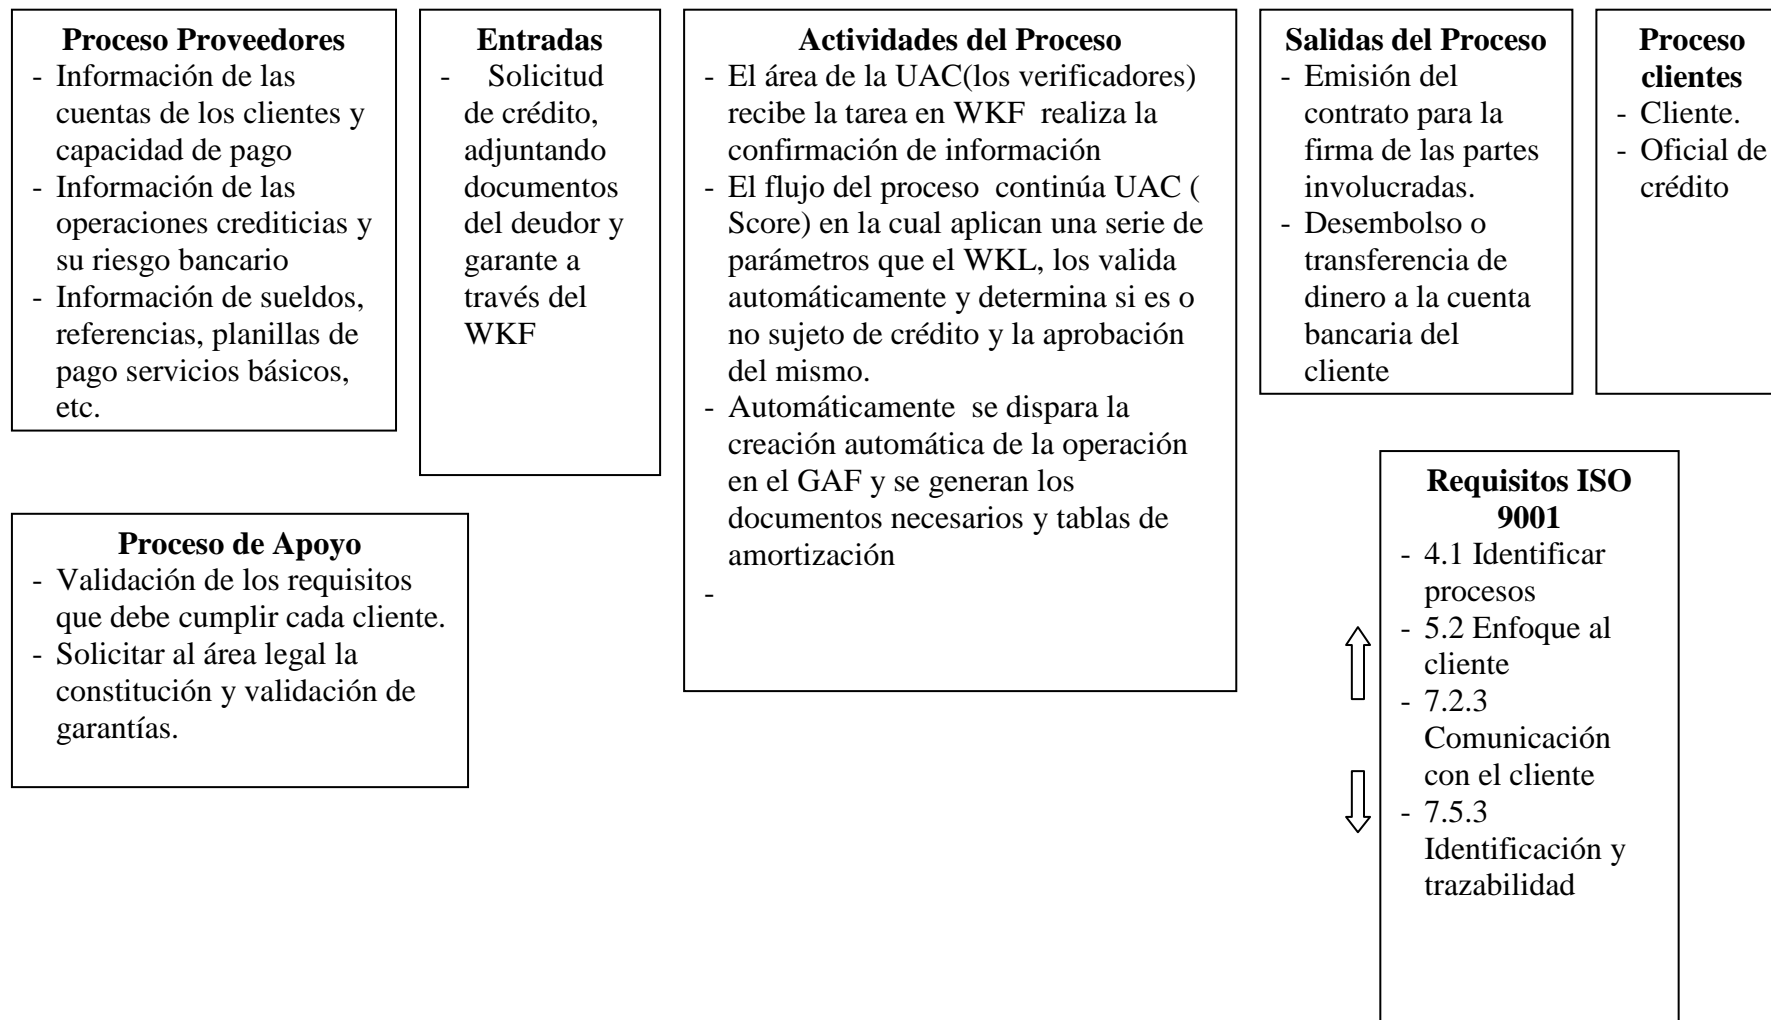 Proceso Proveedores
- Información de las
cuentas de los clientes y
capacidad de pago
- Información de las
operaciones crediticias y
su riesgo bancario
- Información de sueldos,
referencias, planillas de
pago servicios básicos,
etc.
Entradas
- Solicitud
de crédito,
adjuntando
documentos
del deudor y
garante a
través del
WKF
Actividades del Proceso
- El área de la UAC(los verificadores)
recibe la tarea en WKF realiza la
confirmación de información
- El flujo del proceso continúa UAC (
Score) en la cual aplican una serie de
parámetros que el WKL, los valida
automáticamente y determina si es o
no sujeto de crédito y la aprobación
del mismo.
- Automáticamente se dispara la
creación automática de la operación
en el GAF y se generan los
documentos necesarios y tablas de
amortización
-
Salidas del Proceso
- Emisión del
contrato para la
firma de las partes
involucradas.
- Desembolso o
transferencia de
dinero a la cuenta
bancaria del
cliente
Proceso
clientes
- Cliente.
- Oficial de
crédito
Proceso de Apoyo
- Validación de los requisitos
que debe cumplir cada cliente.
- Solicitar al área legal la
constitución y validación de
garantías.
Requisitos ISO
9001
- 4.1 Identificar
procesos
- 5.2 Enfoque al
cliente
- 7.2.3
Comunicación
con el cliente
- 7.5.3
Identificación y
trazabilidad